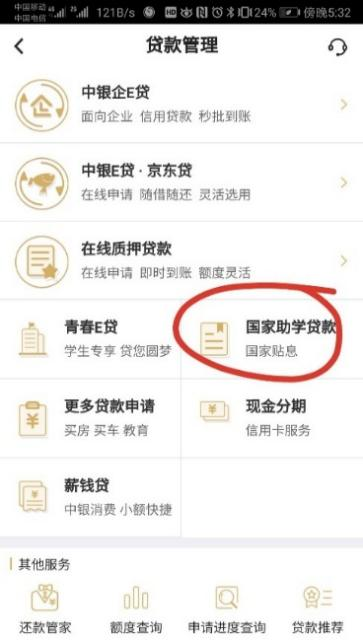 中国移动
中国电信
121B/s
HD
24%
傍晚5:32
贷款管理
中银企E贷
面向企业 信用贷款 秒批到账
中银E贷·京东贷
在线申请 随借随还 灵活选用
在线质押贷款
在线申请 即时到账 额度灵活
青春E贷
学生专享 贷您圆梦
国家助学贷款
国家贴息
更多贷款申请
买房 买车 教育
现金分期
信用卡服务
薪钱贷
中银消费 小额快捷
其他服务
还款管家
额度查询
申请进度查询
贷款推荐